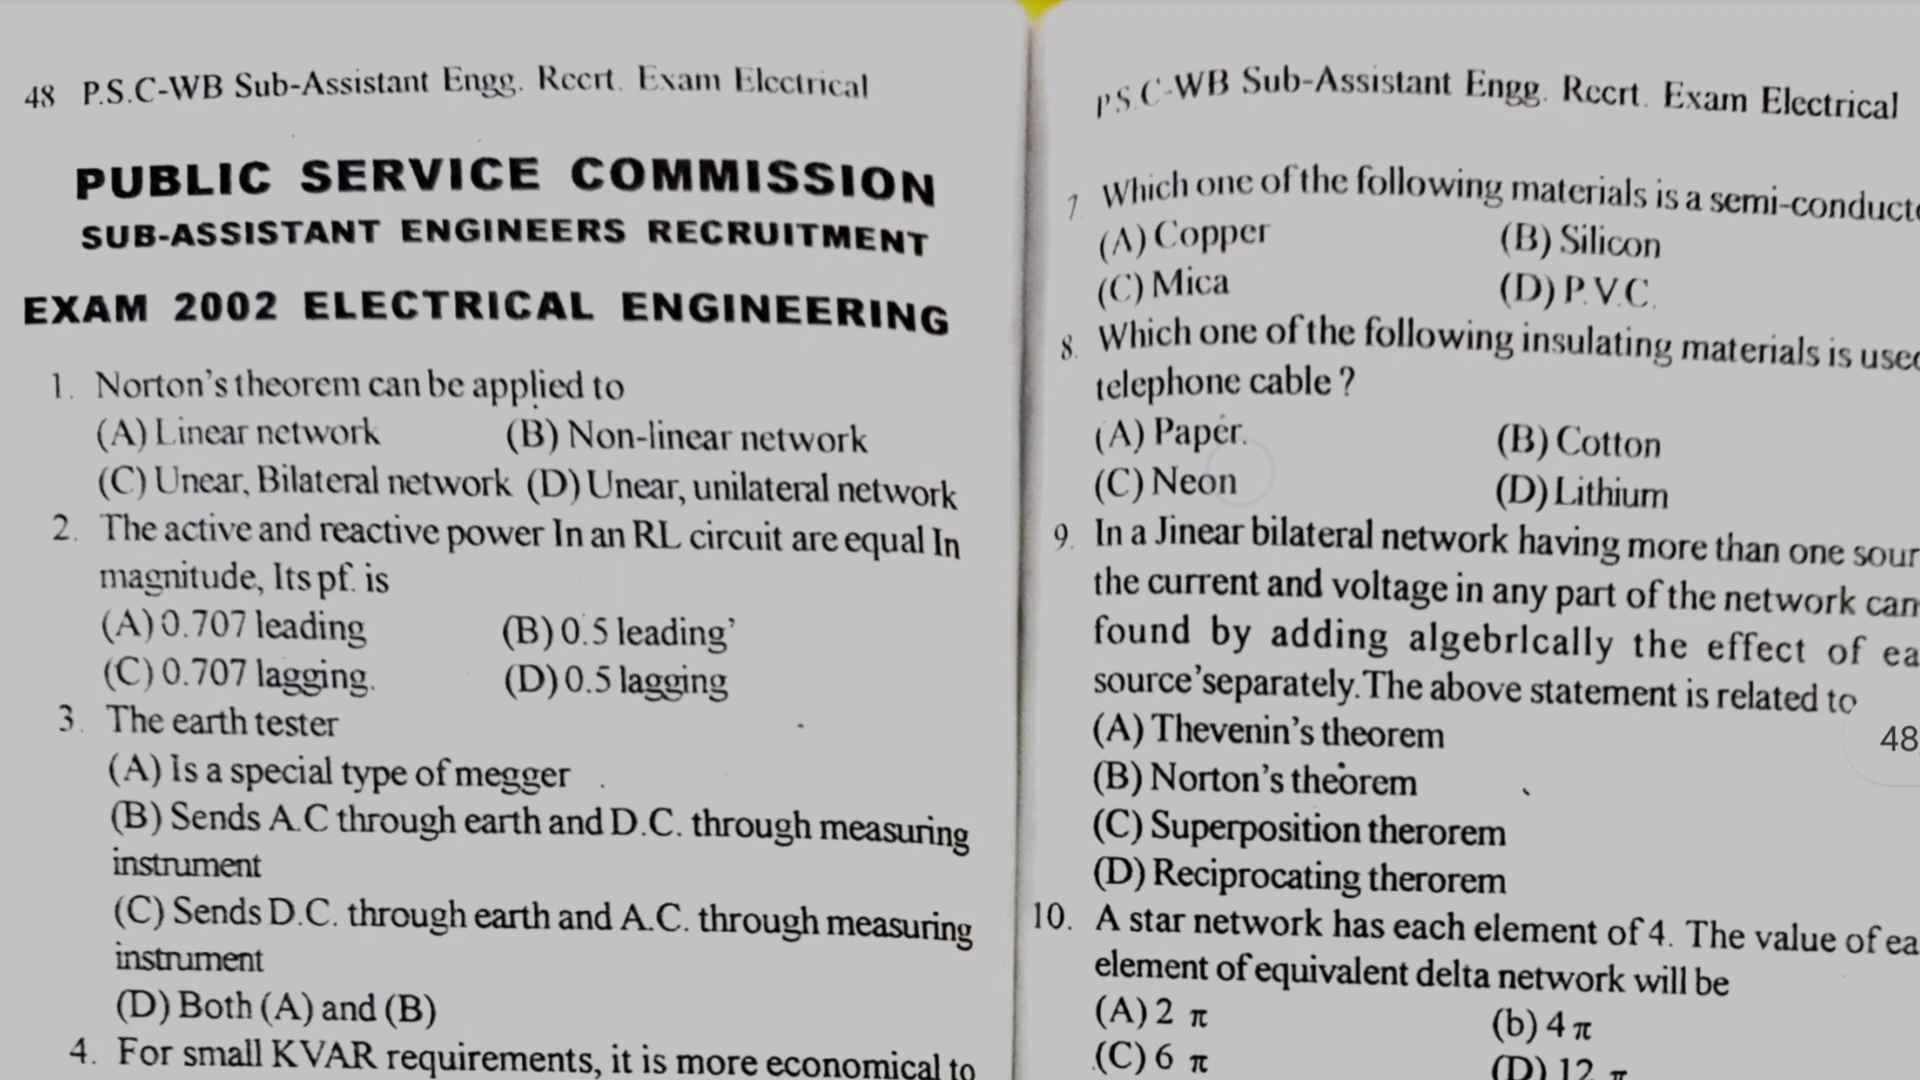 48 P.S.C-WB Sub-Assistant Engg. Recrt. Exam Electrical
PUBLIC SERVICE COMMISSION
SUB-ASSISTANT ENGINEERS RECRUITMENT
EXAM 2002 ELECTRICAL ENGINEERING
1. Norton's theorem can be applied to
(A) Linear network (B) Non-linear network
(C) Unear, Bilateral network (D) Unear, unilateral network
2. The active and reactive power In an RL circuit are equal In
magnitude, Its pf. is
(A) 0.707 leading (B) 0.5 leading'
(C) 0.707 lagging. (D) 0.5 lagging
3. The earth tester
(A) Is a special type of megger
(B) Sends A.C through earth and D.C. through measuring
instrument
(C) Sends D.C. through earth and A.C. through measuring
instrument
(D) Both (A) and (B)
4. For small KVAR requirements, it is more economical to
P.S.C-WB Sub-Assistant Engg. Recrt. Exam Electrical
7 Which one of the following materials is a semi-conducto
(A) Copper (B) Silicon
(C) Mica (D) P.V.C.
8. Which one of the following insulating materials is used
telephone cable ?
(A) Paper. (B) Cotton
(C) Neon (D) Lithium
9. In a Jinear bilateral network having more than one sour
the current and voltage in any part of the network can
found by adding algebrlcally the effect of ea
source'separately.The above statement is related to
(A) Thevenin's theorem
48
(B) Norton's theorem
(C) Superposition therorem
(D) Reciprocating therorem
10. A star network has each element of 4. The value of ea
element of equivalent delta network will be
(A) 2 π (b) 4 π
(C) 6 π (D) 12 π